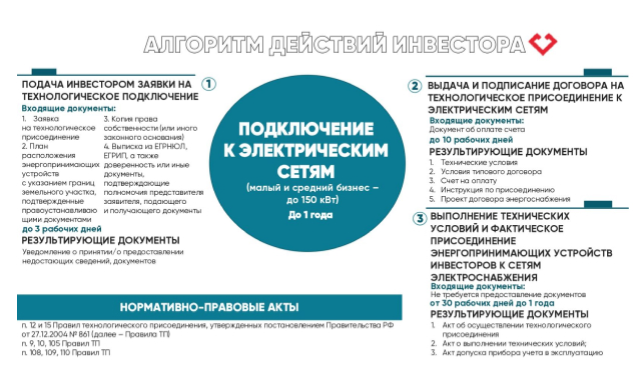 АЛГОРИТМ ДЕЙСТВИЙ ИНВЕСТОРА
ПОДАЧА ИНВЕСТОРОМ ЗАЯВКИ НА
ТЕХНОЛОГИЧЕСКОЕ ПОДКЛЮЧЕНИЕ
1
Входящие документы:
1. Заявка
на технологическое
присоединение
2. План
расположения
энергопринимающих
устройств
с указанием границ
земельного участка,
подтвержденные
правоустанавливаю
щими документами
3. Копия права
собственности (или иного
законного основания)
4. Выписка из ЕГРНЮЛ,
ЕГРИП, а также
доверенность или иные
документы,
подтверждающие
полномочия представителя
заявителя, подающего
и получающего документы
до 3 рабочих дней
РЕЗУЛЬТИРУЮЩИЕ ДОКУМЕНТЫ
Уведомление о принятии/о предоставлении
недостающих сведений, документов
ПОДКЛЮЧЕНИЕ
К ЭЛЕКТРИЧЕСКИМ
СЕТЯМ
(малый и средний бизнес –
до 150 кВт)
До 1 года
2
ВЫДАЧА И ПОДПИСАНИЕ ДОГОВОРА НА
ТЕХНОЛОГИЧЕСКОЕ ПРИСОЕДИНЕНИЕ К
ЭЛЕКТРИЧЕСКИМ СЕТЯМ
Входящие документы:
Документ об оплате счета
до 10 рабочих дней
РЕЗУЛЬТИРУЮЩИЕ ДОКУМЕНТЫ
1. Технические условия
2. Условия типового договора
3. Счет на оплату
4. Инструкция по присоединению
5. Проект договора энергоснабжения
3
ВЫПОЛНЕНИЕ ТЕХНИЧЕСКИХ
УСЛОВИЙ И ФАКТИЧЕСКОЕ
ПРИСОЕДИНЕНИЕ
ЭНЕРГОПРИНИМАЮЩИХ УСТРОЙСТВ
ИНВЕСТОРОВ К СЕТЯМ
ЭЛЕКТРОСНАБЖЕНИЯ
Входящие документы:
Не требуется предоставление документов
от 30 рабочих дней до 1 года
РЕЗУЛЬТИРУЮЩИЕ ДОКУМЕНТЫ
1. Акт об осуществлении технологического
присоединения
2. Акт о выполнении технических условий;
3. Акт допуска прибора учета в эксплуатацию
НОРМАТИВНО-ПРАВОВЫЕ АКТЫ
п. 12 и 15 Правил технологического присоединения, утвержденных постановлением Правительства РФ
от 27.12.2004 № 861 (далее – Правила ТП)
п. 9, 10, 105 Правил ТП
п. 108, 109, 110 Правил ТП